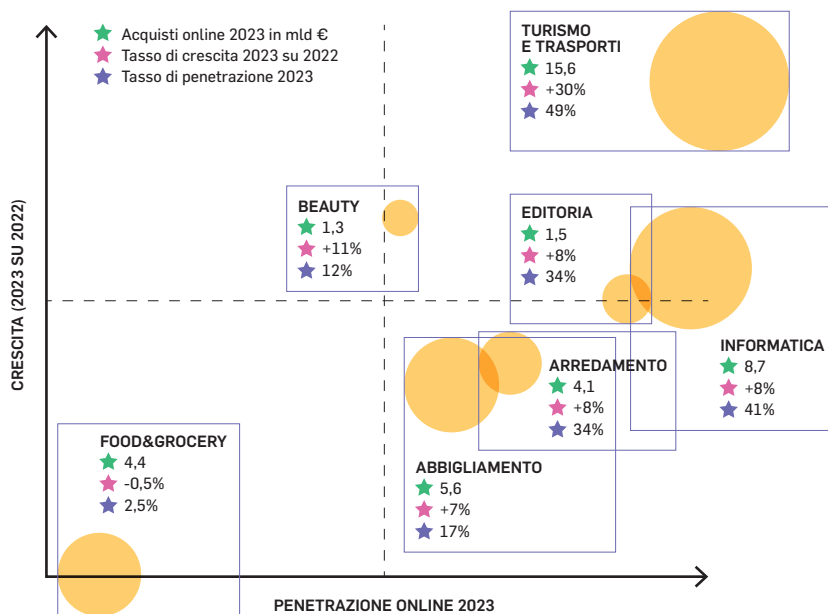 Acquisti online 2023 in mld €
Tasso di crescita 2023 su 2022
Tasso di penetrazione 2023
TURISMO
E TRASPORTI
15,6
+30%
49%
BEAUTY
1,3
+11%
12%
EDITORIA
1,5
+8%
34%
INFORMATICA
8,7
+8%
41%
ARREDAMENTO
4,1
+8%
34%
ABBIGLIAMENTO
5,6
+7%
17%
FOOD&GROCERY
4,4
-0,5%
2,5%
CRESCITA (2023 SU 2022)
PENETRAZIONE ONLINE 2023